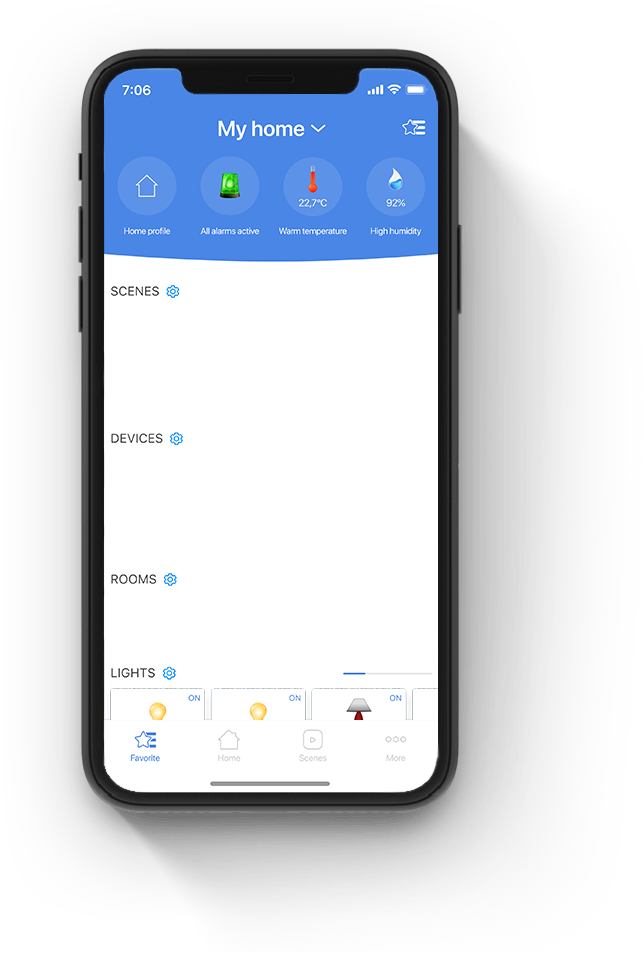 7:06
My home
22,7°C
92%
Home profile
All alarms active
Warm temperature
High humidity
SCENES
DEVICES
ROOMS
LIGHTS
ON
ON
ON
Favorite
Home
Scenes
More